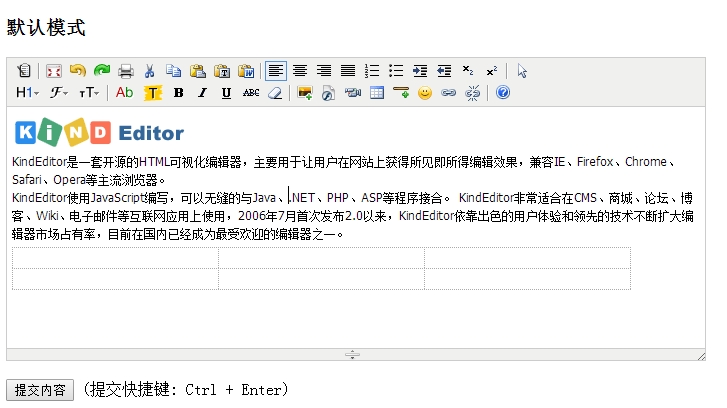 默认模式
H1 ℱ тT Ab T B I U ABC
KiND Editor
KindEditor是一套开源的HTML可视化编辑器，主要用于让用户在网站上获得所见即所得编辑效果，兼容IE、Firefox、Chrome、
Safari、Opera等主流浏览器。
KindEditor使用JavaScript编写，可以无缝的与Java、.NET、PHP、ASP等程序接合。 KindEditor非常适合在CMS、商城、论坛、博
客、Wiki、电子邮件等互联网应用上使用，2006年7月首次发布2.0以来，KindEditor依靠出色的用户体验和领先的技术不断扩大编
辑器市场占有率，目前在国内已经成为最受欢迎的编辑器之一。
提交内容 (提交快捷键: Ctrl + Enter)